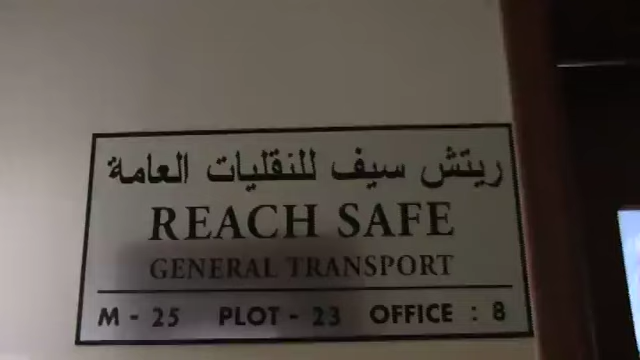 ريتش سيف للنقليات العامة
REACH SAFE
GENERAL TRANSPORT
M - 25 PLOT - 23 OFFICE : 8